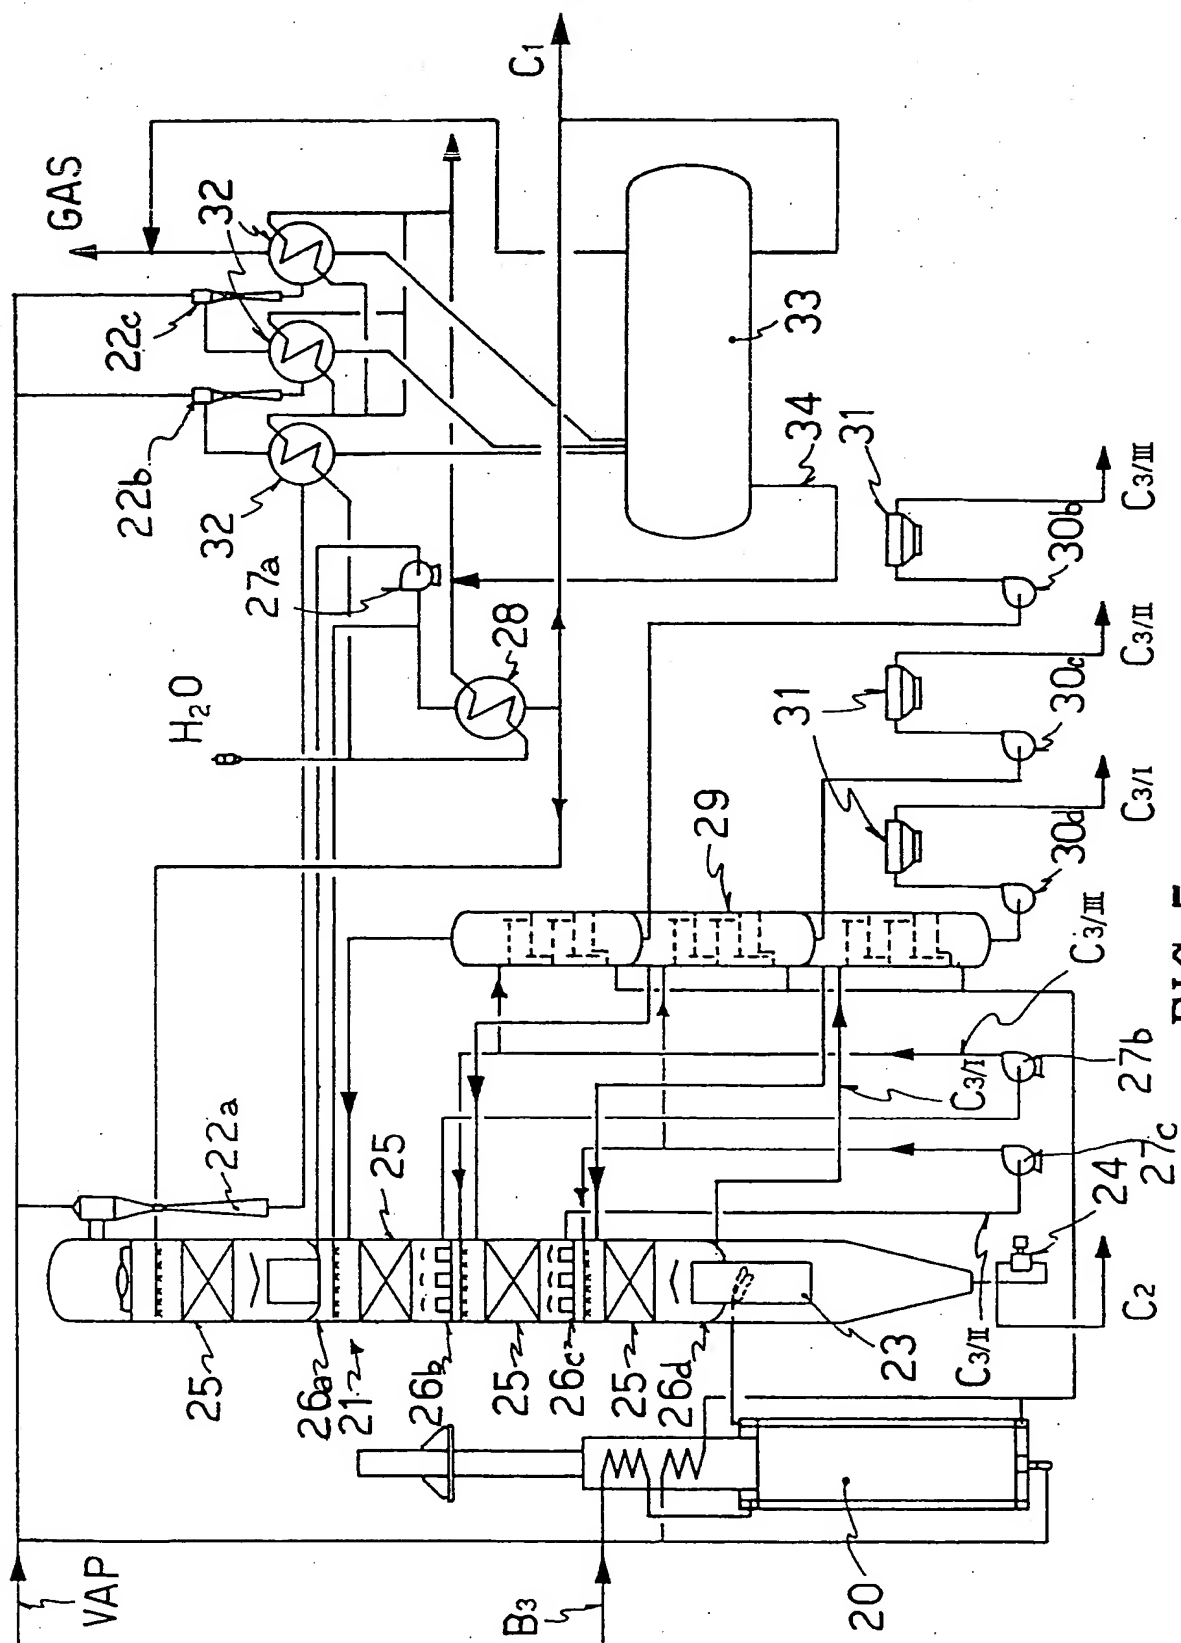 VAP
GAS
22c
H₂O
22b
25
22a
32
32
27a
26a
21
25
26b
B₃
C₁
28
25
26c
25
26d
29
33
31
34
31
20
23
C3/I
30d
30c
30b
C3/II
C3/III
24
C₂
27c
27b
C3/I
C3/II
C3/III